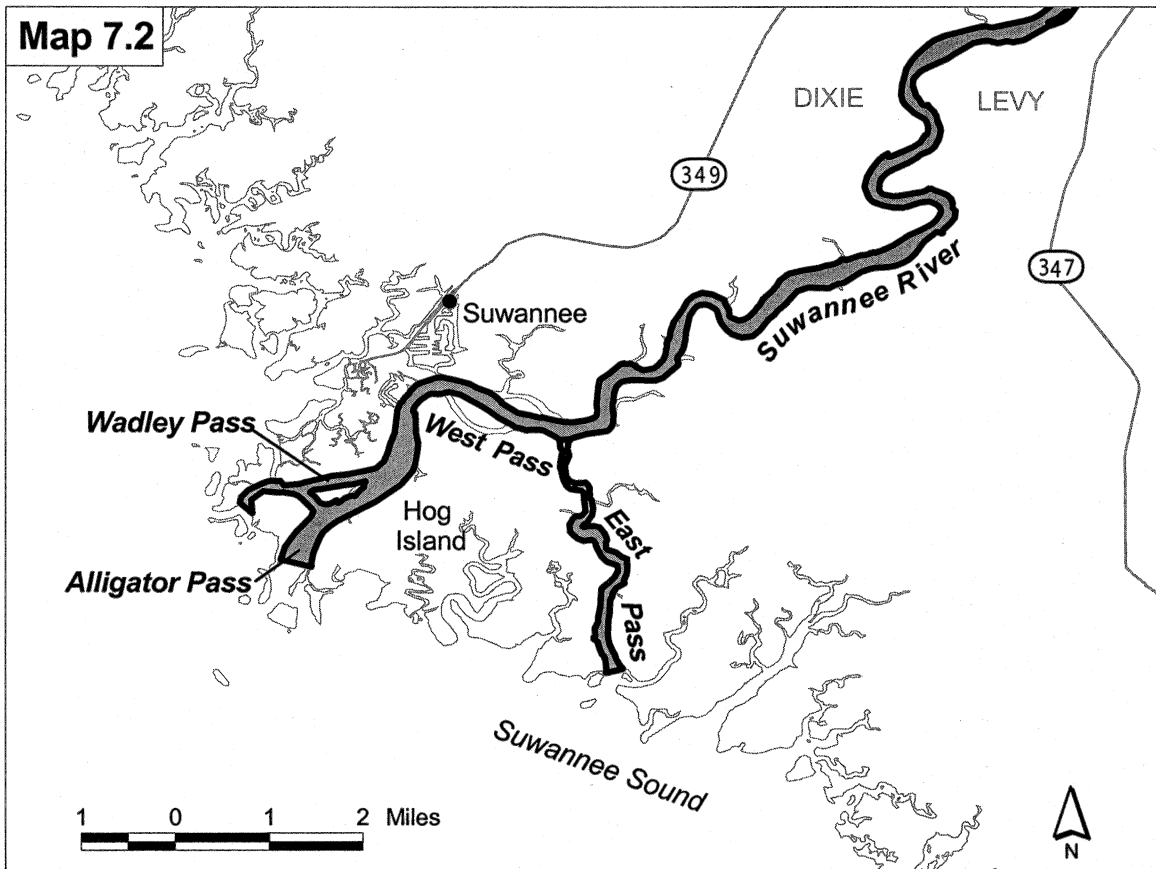 Map 7.2
DIXIE
LEVY
349
347
Suwannee River
Suwannee
Wadley Pass
West Pass
Hog
Island
East
Pass
Alligator Pass
Suwannee Sound
1 0 1 2 Miles
N